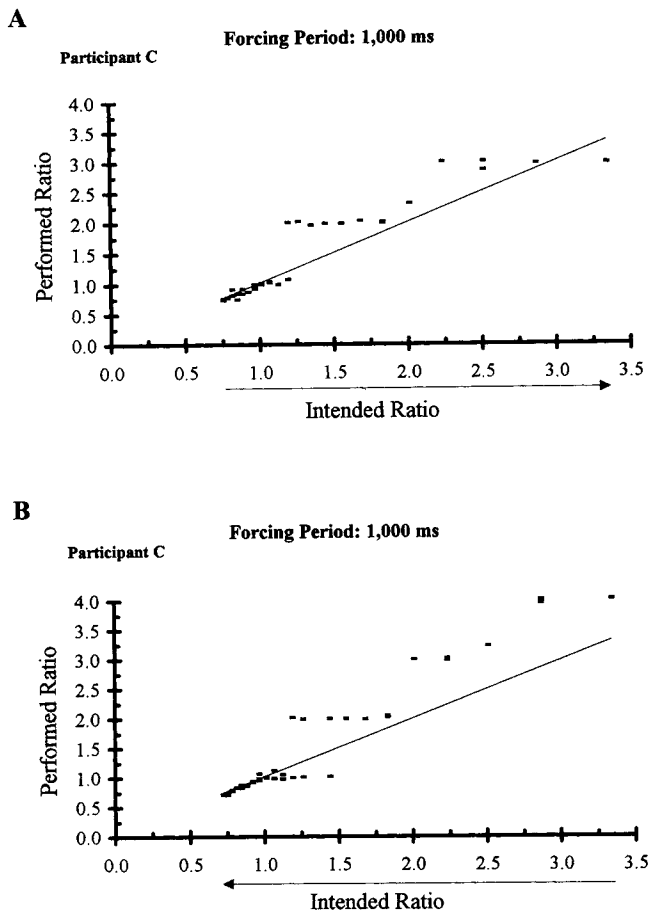 A
Forcing Period: 1,000 ms
Participant C
4.0
3.5
3.0
2.5
2.0
1.5
1.0
0.5
0.0
Performed Ratio
0.0 0.5 1.0 1.5 2.0 2.5 3.0 3.5
Intended Ratio
B
Forcing Period: 1,000 ms
Participant C
4.0
3.5
3.0
2.5
2.0
1.5
1.0
0.5
0.0
Performed Ratio
0.0 0.5 1.0 1.5 2.0 2.5 3.0 3.5
Intended Ratio